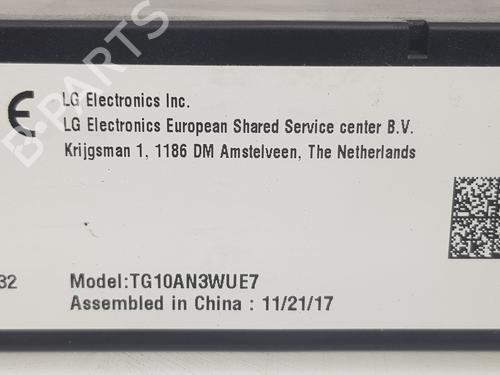 LG Electronics Inc.
LG Electronics European Shared Service center B.V.
Krijgsman 1, 1186 DM Amstelveen, The Netherlands
32
Model:TG10AN3WUE7
Assembled in China : 11/21/17
B-PARTS